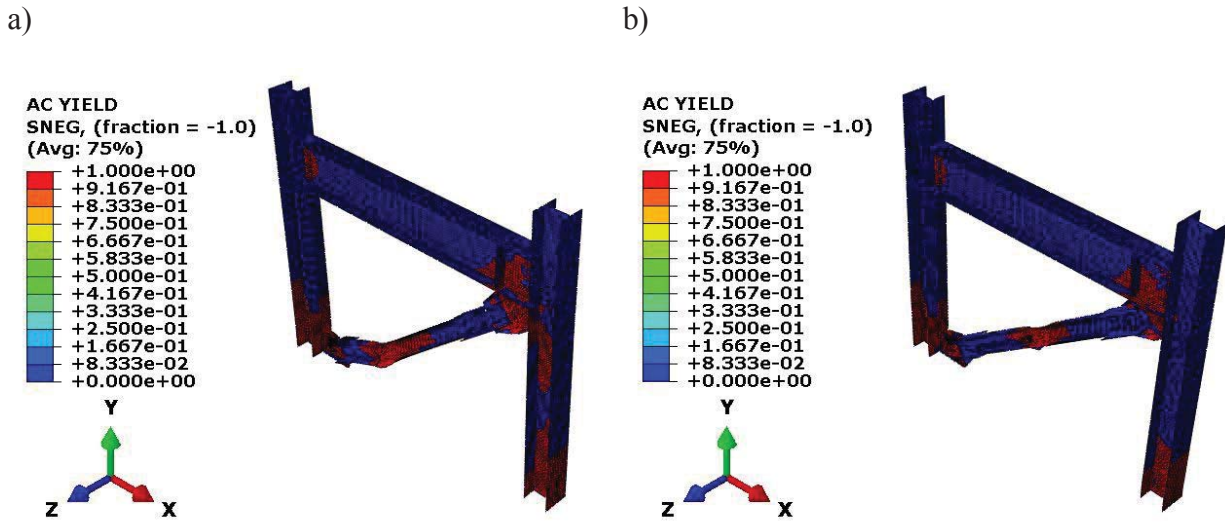 a)
AC YIELD
SNEG, (fraction = -1.0)
(Avg: 75%)
+1.000e+00
+9.167e-01
+8.333e-01
+7.500e-01
+6.667e-01
+5.833e-01
+5.000e-01
+4.167e-01
+3.333e-01
+2.500e-01
+1.667e-01
+8.333e-02
+0.000e+00
Y
Z X
b)
AC YIELD
SNEG, (fraction = -1.0)
(Avg: 75%)
+1.000e+00
+9.167e-01
+8.333e-01
+7.500e-01
+6.667e-01
+5.833e-01
+5.000e-01
+4.167e-01
+3.333e-01
+2.500e-01
+1.667e-01
+8.333e-02
+0.000e+00
Y
Z X